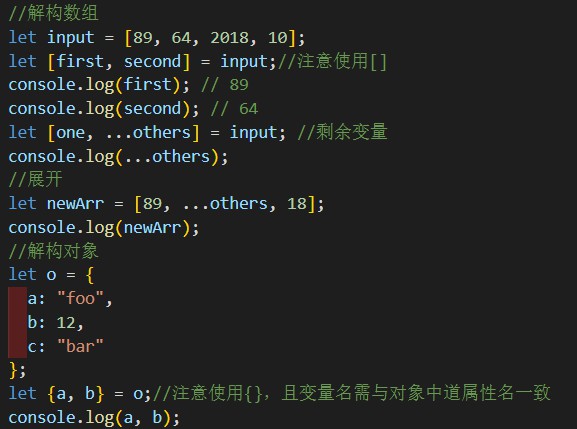 //解构数组
let input = [89, 64, 2018, 10];
let [first, second] = input;//注意使用[]
console.log(first); // 89
console.log(second); // 64
let [one, ...others] = input; //剩余变量
console.log(...others);
//展开
let newArr = [89, ...others, 18];
console.log(newArr);
//解构对象
let o = {
  a: "foo",
  b: 12,
  c: "bar"
};
let {a, b} = o;//注意使用{}，且变量名需与对象中道属性名一致
console.log(a, b);